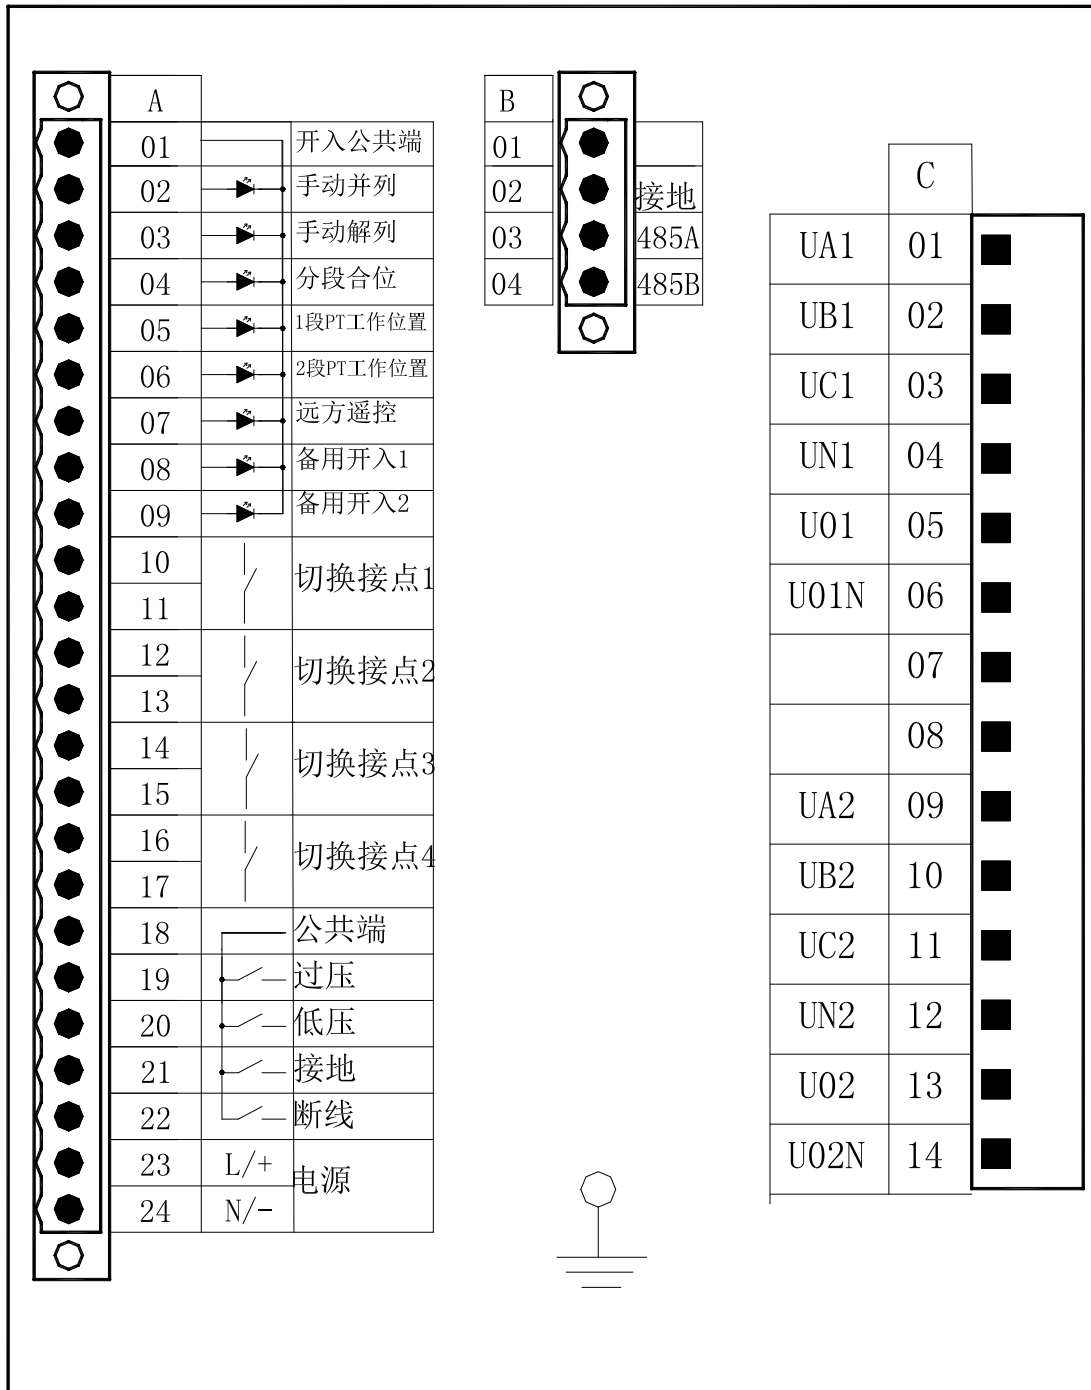 A
01 开入公共端
02 手动并列
03 手动解列
04 分段合位
05 1段PT工作位置
06 2段PT工作位置
07 远方遥控
08 备用开入1
09 备用开入2
10
切换接点1
11
12
切换接点2
13
14
切换接点3
15
16
切换接点4
17
18 公共端
19 过压
20 低压
21 接地
22 断线
23 L/+
电源
24 N/-
B
01
02 接地
03 485A
04 485B
C
UA1 01
UB1 02
UC1 03
UN1 04
U01 05
U01N 06
07
08
UA2 09
UB2 10
UC2 11
UN2 12
U02 13
U02N 14